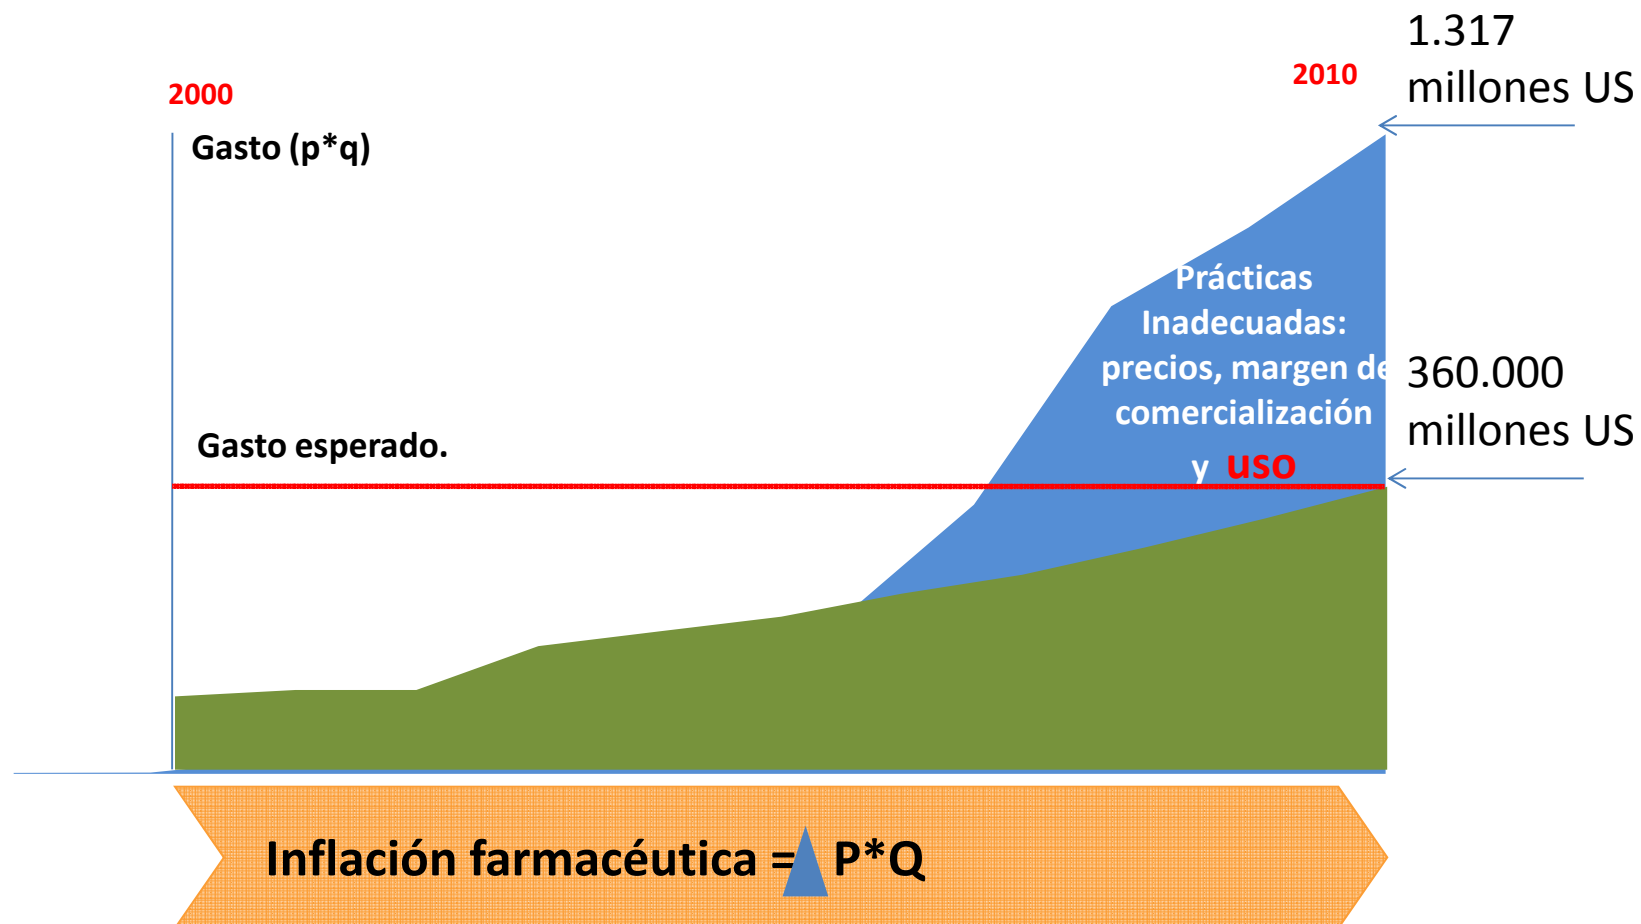 2000
2010
1.317
millones US
Gasto (p*q)
Prácticas
Inadecuadas:
precios, margen de
comercialización
y uso
360.000
millones US
Gasto esperado.
Inflación farmacéutica = P*Q